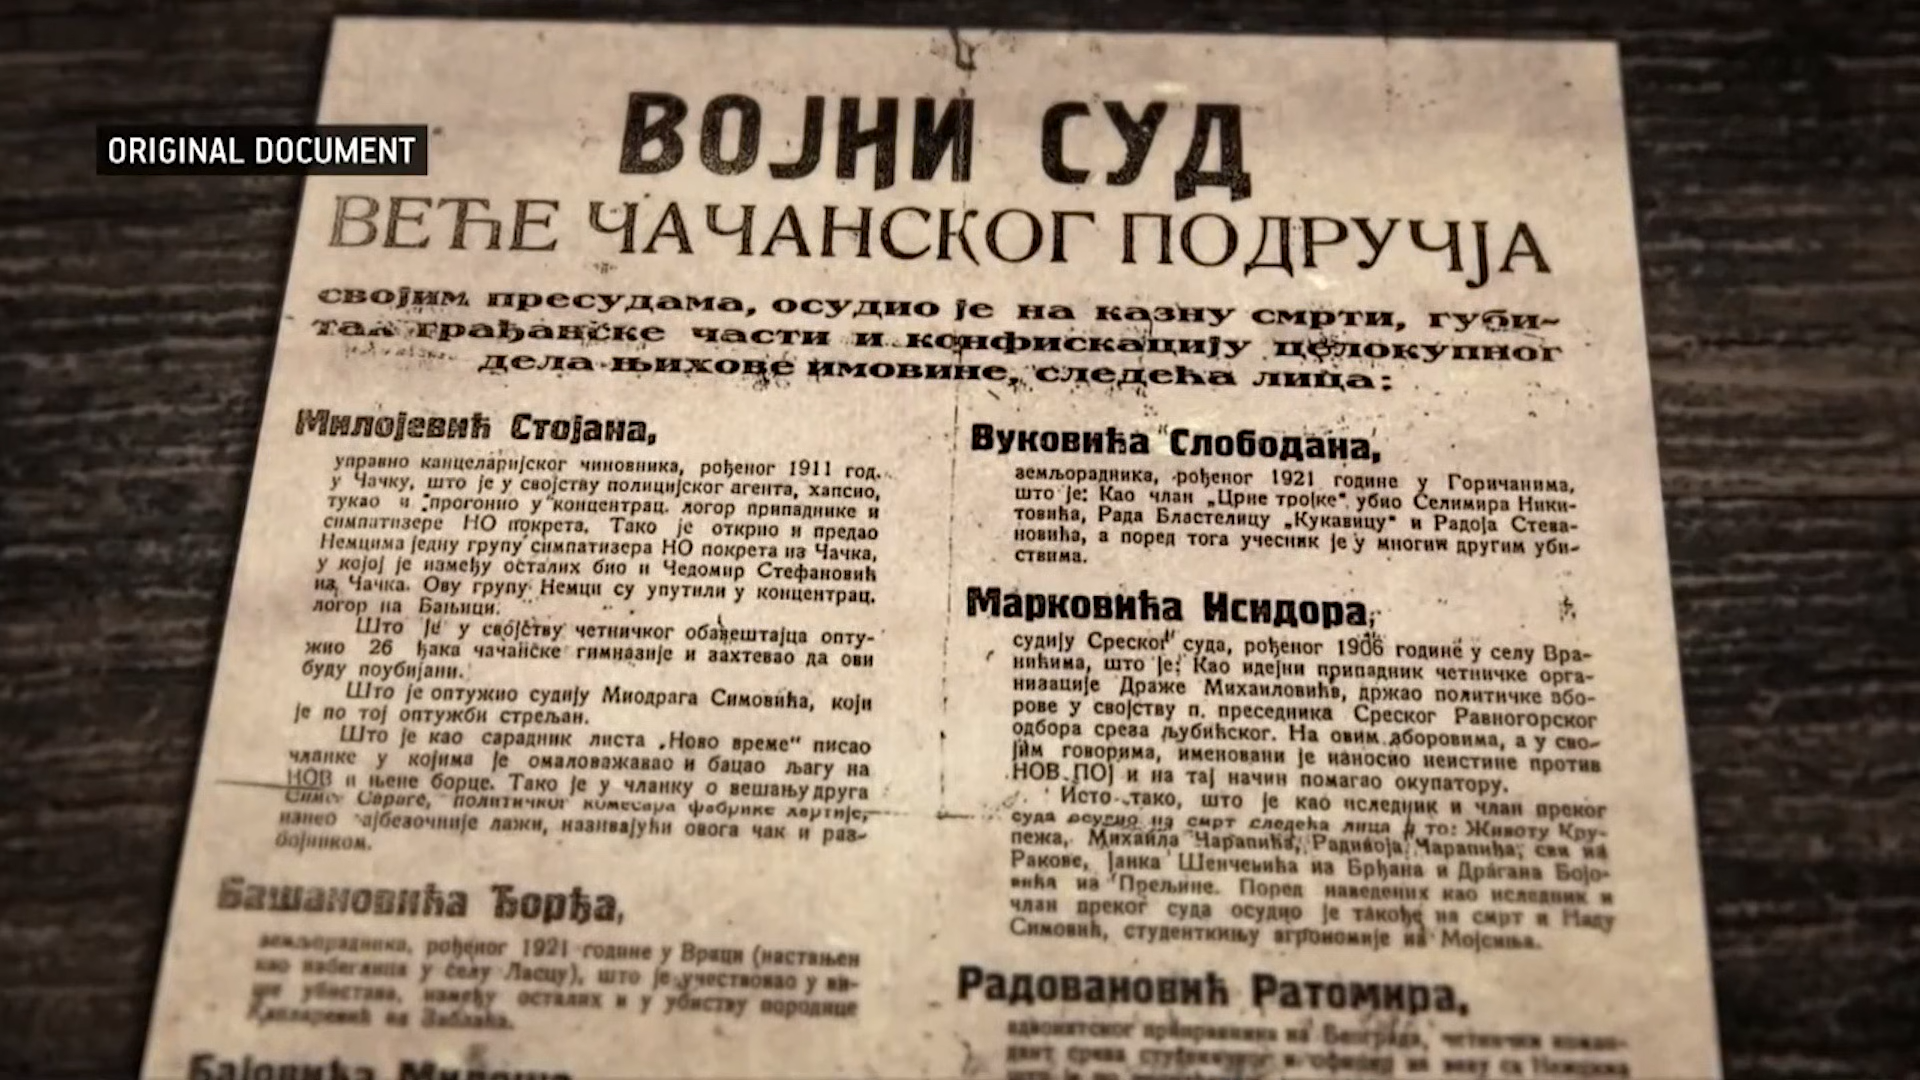 ORIGINAL DOCUMENT
ВОЈНИ СУД
ВЕЋЕ ЧАЧАНСКОГ ПОДРУЧЈА
својим пресудама, осудио је на казну смрти, губи-
так грађанске части и конфискацију целокупног
дела њихове имовине, следећа лица:
Милојевић Стојана,
управно канцеларијског чиновника, рођеног 1911 год.
у Чачку, што је у својству полицијског агента, хапсио,
тукао и прогонио у концентрац. логор припаднике и
симпатизере НО покрета. Тако је открио и предао
Немцима једну групу симпатизера НО покрета из Чачка,
у којој је између осталих био и Чедомир Стефановић
из Чачка. Ову групу Немци су упутили у концентрац.
логор на Бањици.
Што је у својству четничког обавештајца опту-
жио 26 ђака чачанске гимназије и захтевао да ови
буду поубијани.
Што је оптужио судију Миодрага Симовића, који
је по тој оптужби стрељан.
Што је као сарадник листа „Ново време“ писао
чланке у којима је омаловажавао и бацао љагу на
НОВ и њене борце. Тако је у чланку о вешању друга
Симе Сараге, политичког комесара фабрике хартије,
изнео најбезочније лажи, називајући овога чак и раз-
бојником.
Башановића Ђорђа,
земљорадника, рођеног 1921 године у Враци (настањен
као избеглица у селу Ласцу), што је учествовао у ви-
ше убистава, између осталих и у убиству породице
из Заблаћа.
Бајовића Милоша
Вуковића Слободана,
земљорадника, рођеног 1921 године у Горичанима,
што је: Као члан „Црне тројке“ убио Селимира Ники-
товића, Рада Властелицу „Кукавицу“ и Радоја Стева-
новића, а поред тога учесник је у многим другим уби-
ствима.
Марковића Исидора,
судију Среског суда, рођеног 1906 године у селу Вра-
нићима, што је: Као идејни припадник четничке орга-
низације Драже Михаиловића, држао политичке збо-
рове у својству п. преседника Среског Равногорског
одбора среза љубићског. На овим зборовима, а у сво-
јим говорима, именовани је износио неистине против
НОВ ПОЈ и на тај начин помагао окупатору.
Исто тако, што је као иследник и члан преког
суда осудио на смрт следећа лица и то: Животу Кру-
пежа, Михаила Чарапића, Радивоја Чарапића, сви из
Ракове, Јанка Шенчењића из Брђана и Драгана Бојо-
вића из Прељине. Поред наведених као иследник и
члан преког суда осудио је такође на смрт и Наду
Симовић, студенткињу агрономије из Мојсиња.
Радовановић Ратомира,
адвокатског приправника из Београда, четнички коман-
дант среза и официр за везу са Немцима